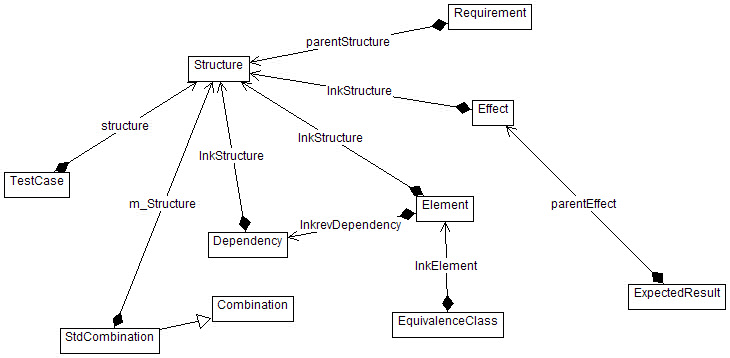 Requirement
parentStructure
Structure
lnkStructure
Effect
structure
lnkStructure
lnkStructure
TestCase
m_Structure
Element
parentEffect
lnkrevDependency
Dependency
lnkElement
ExpectedResult
Combination
EquivalenceClass
StdCombination